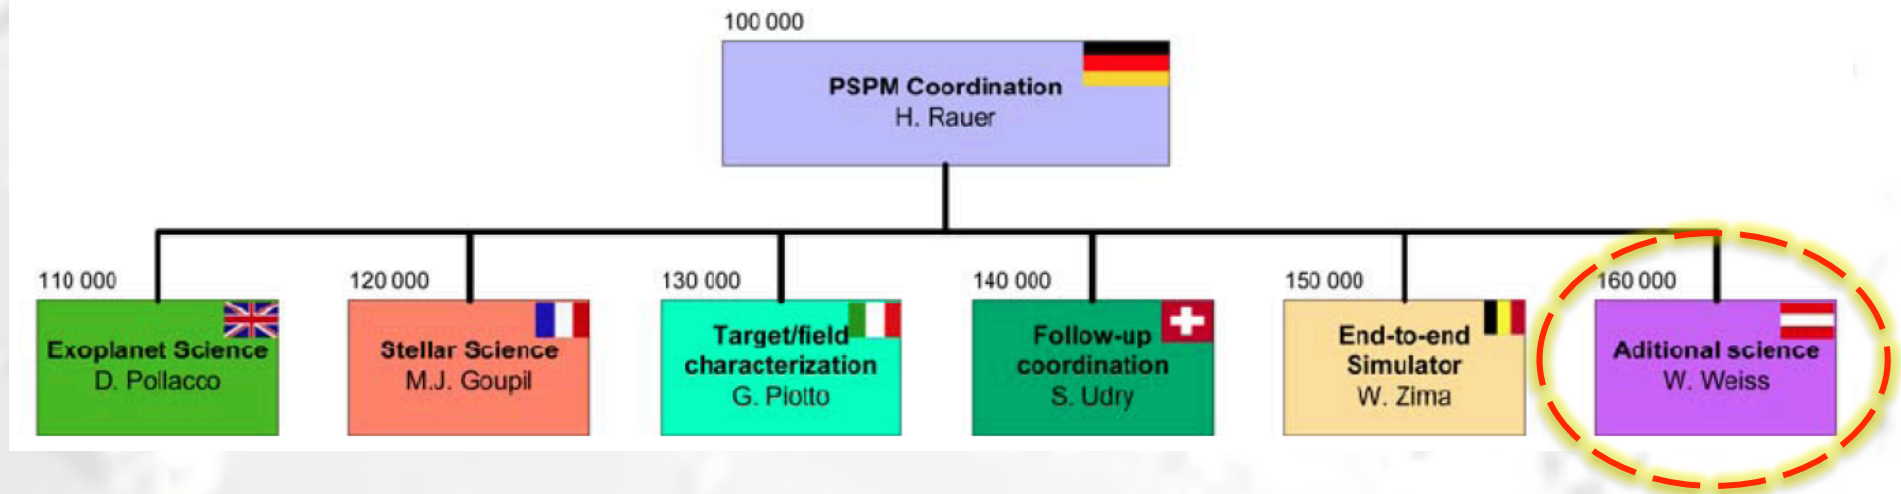 100 000
PSPM Coordination
H. Rauer
110 000
Exoplanet Science
D. Pollacco
120 000
Stellar Science
M.J. Goupil
130 000
Target/field
characterization
G. Piotto
140 000
Follow-up
coordination
S. Udry
150 000
End-to-end
Simulator
W. Zima
160 000
Aditional science
W. Weiss